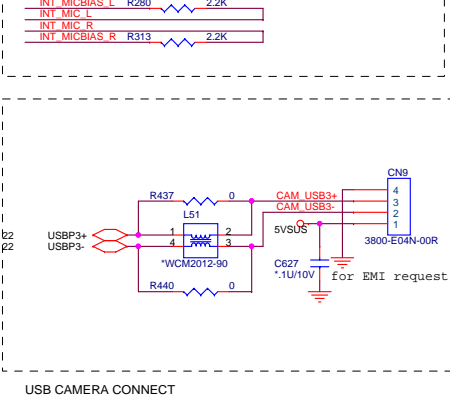 INT_MICBIAS_L R280 2.2K
INT_MIC_L
INT_MIC_R
INT_MICBIAS_R R313 2.2K
CN9
R437 0 CAM_USB3+ 4
L51 CAM_USB3- 3
2
22 USBP3+ 1 2 5VSUS 1
22 USBP3- 4 3 3800-E04N-00R
*WCM2012-90 C627
*.1U/10V for EMI request
R440 0
USB CAMERA CONNECT